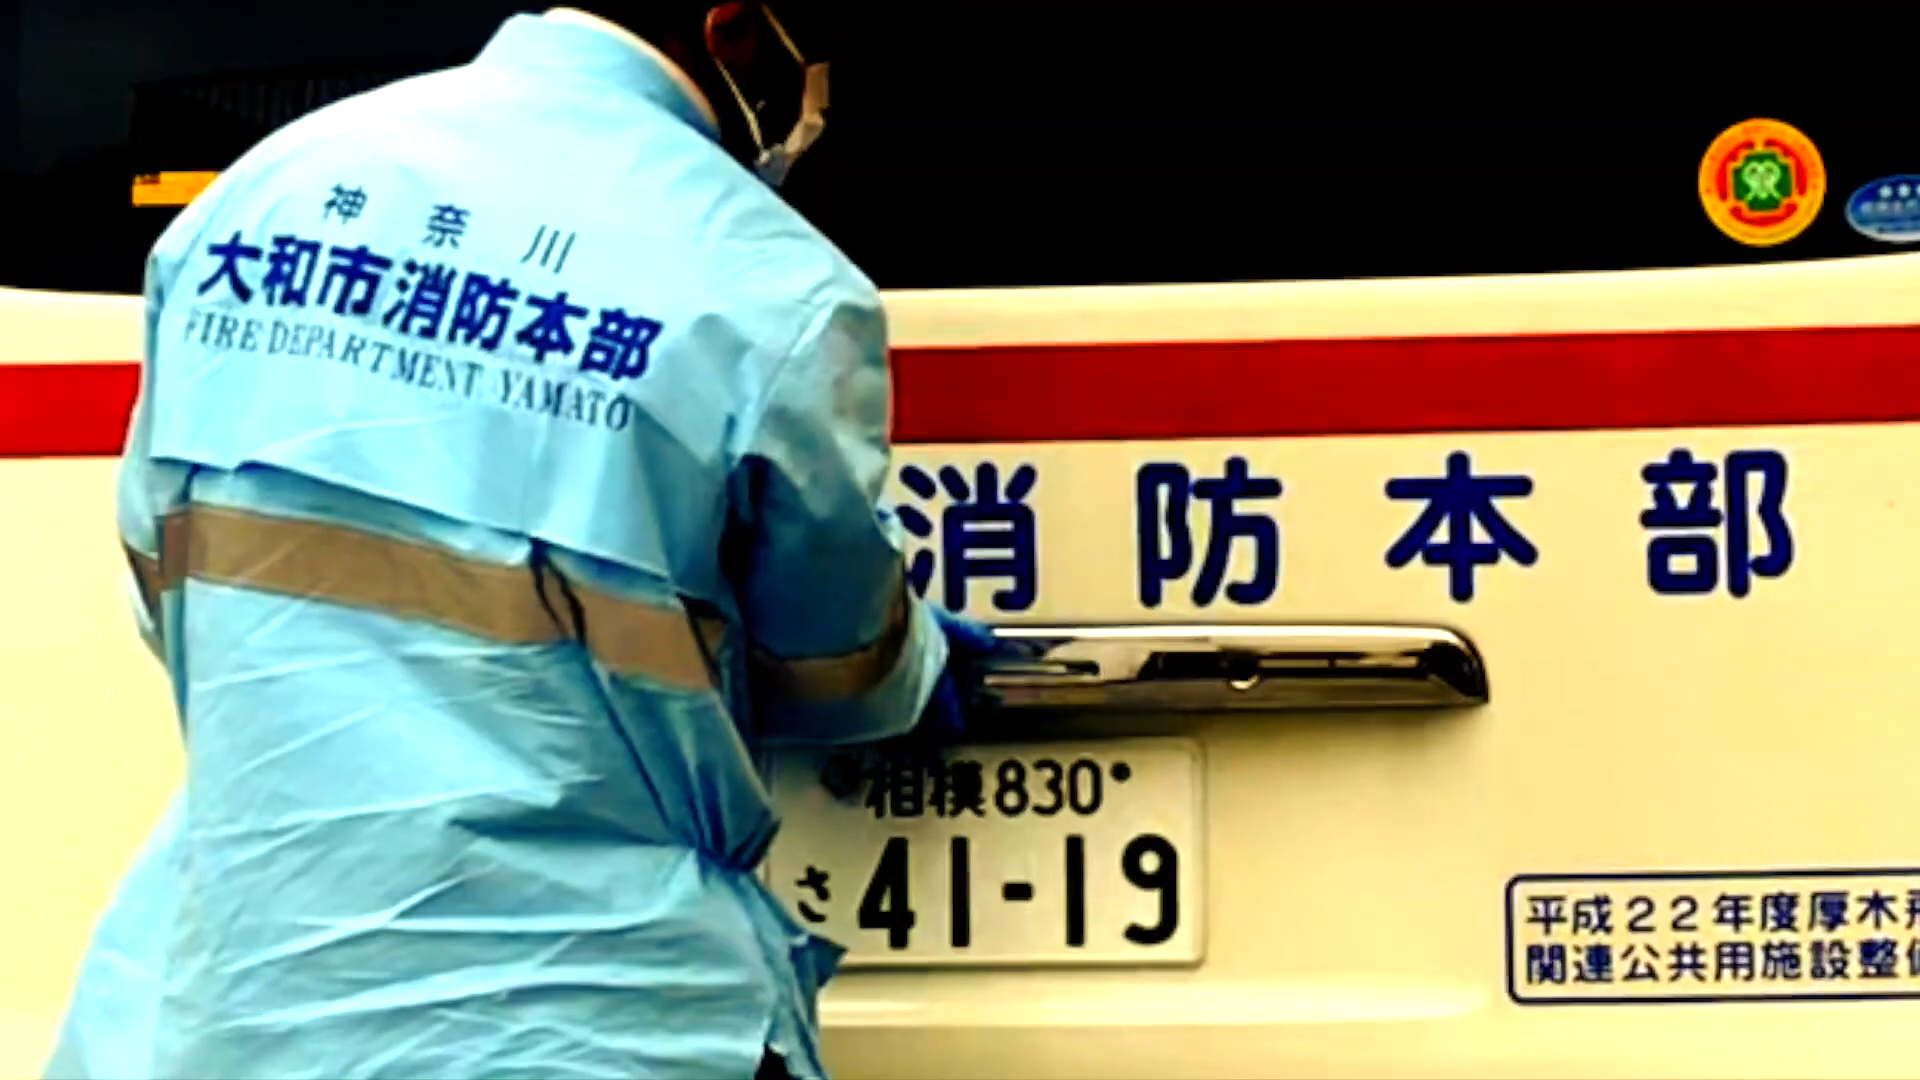 神奈川
大和市消防本部
FIRE DEPARTMENT YAMATO
消防本部
相模830
さ 41-19
平成22年度厚木
関連公共用施設整